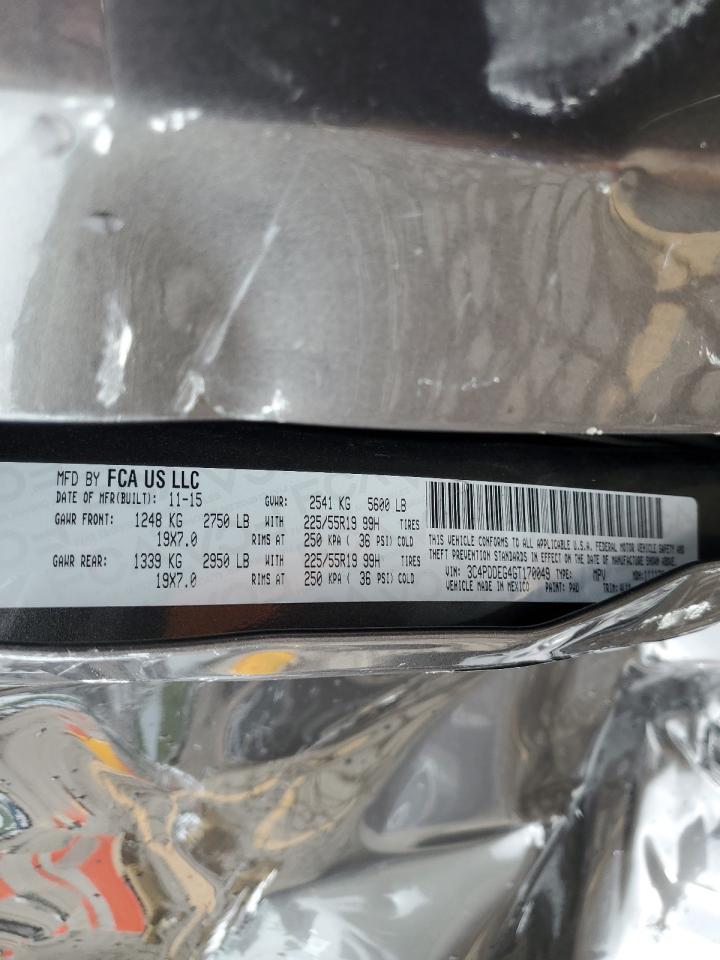 MFD BY FCA US LLC
DATE OF MFR(BUILT): 11-15 GVWR: 2541 KG 5600 LB
GAWR FRONT: 1248 KG 2750 LB WITH 225/55R19 99H TIRES
19X7.0 RIMS AT 250 KPA ( 36 PSI) COLD
GAWR REAR: 1339 KG 2950 LB WITH 225/55R19 99H TIRES
19X7.0 RIMS AT 250 KPA ( 36 PSI) COLD
THIS VEHICLE CONFORMS TO ALL APPLICABLE U.S.A. FEDERAL MOTOR VEHICLE SAFETY AND
THEFT PREVENTION STANDARDS IN EFFECT ON THE DATE OF MANUFACTURE SHOWN ABOVE.
VIN: 3C4PDDEG4GT170049 TYPE: MPV MDH:
VEHICLE MADE IN MEXICO PAINT: PAU TRIM: